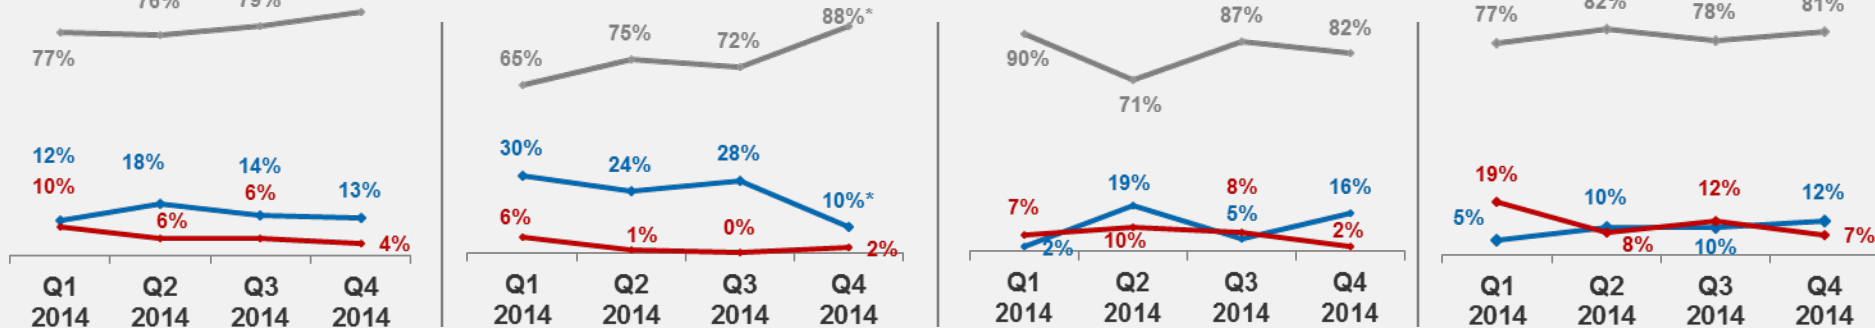 76% 79%
77%
12% 18% 14% 13%
10% 6% 6% 4%
Q1 Q2 Q3 Q4
2014 2014 2014 2014
65% 75% 72% 88%*
30% 24% 28% 10%*
6% 1% 0% 2%
Q1 Q2 Q3 Q4
2014 2014 2014 2014
90% 71% 87% 82%
2% 19% 5% 16%
7% 10% 8% 2%
Q1 Q2 Q3 Q4
2014 2014 2014 2014
77% 82% 78% 81%
5% 10% 10% 12%
19% 8% 12% 7%
Q1 Q2 Q3 Q4
2014 2014 2014 2014